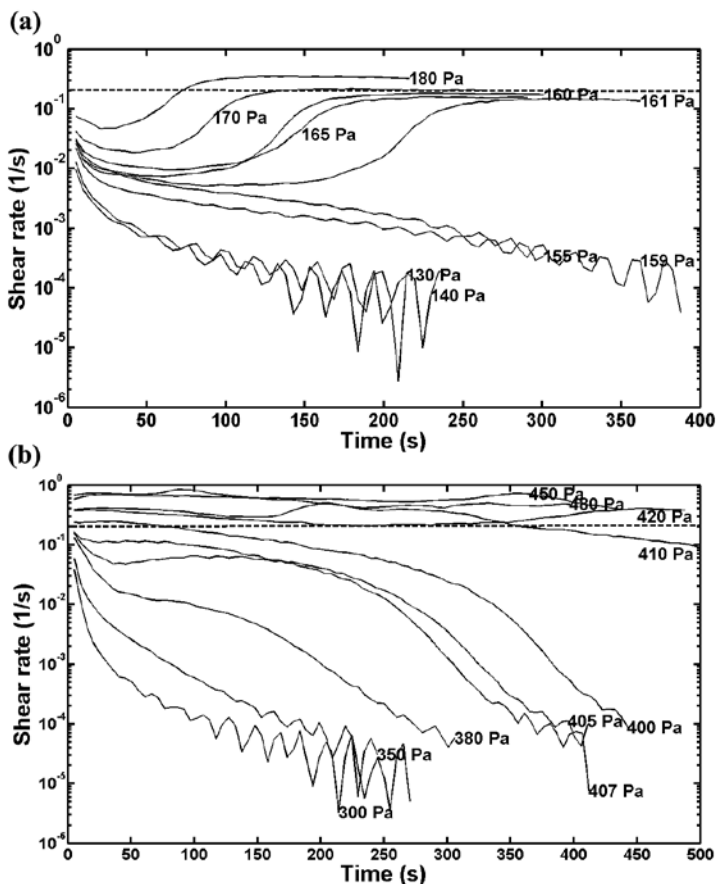 (a)
10^0
10^-1
10^-2
10^-3
10^-4
10^-5
10^-6
Shear rate (1/s)
180 Pa
160 Pa
161 Pa
170 Pa
165 Pa
155Pa
159 Pa
130Pa
140 Pa
0 50 100 150 200 250 300 350 400
Time (s)
(b)
10^0
10^-1
10^-2
10^-3
10^-4
10^-5
10^-6
Shear rate (1/s)
450 Pa
480 Pa
420 Pa
410 Pa
405 Pa
400 Pa
380 Pa
350 Pa
407 Pa
300 Pa
0 50 100 150 200 250 300 350 400 450 500
Time (s)